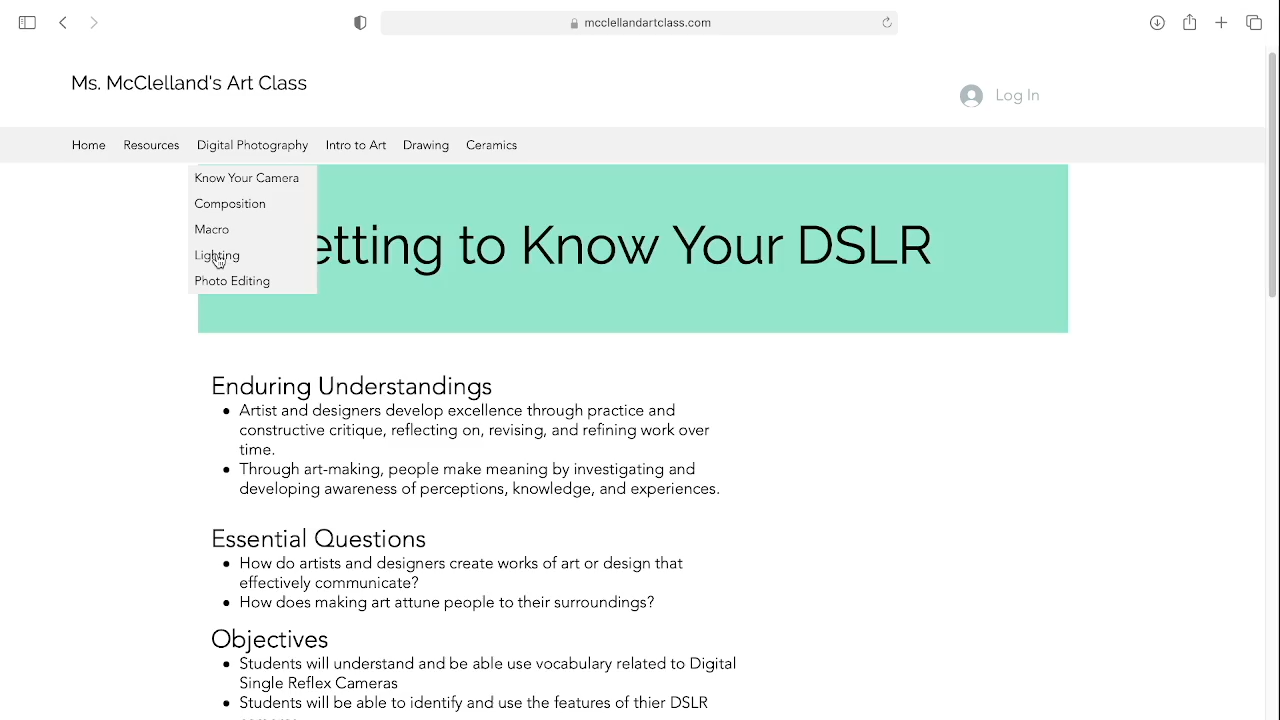 mcclellandartclass.com
Ms. McClelland's Art Class
Log In
Home Resources Digital Photography Intro to Art Drawing Ceramics
Know Your Camera
Composition
Macro
Lighting
Photo Editing
etting to Know Your DSLR
Enduring Understandings
• Artist and designers develop excellence through practice and
constructive critique, reflecting on, revising, and refining work over
time.
• Through art-making, people make meaning by investigating and
developing awareness of perceptions, knowledge, and experiences.
Essential Questions
• How do artists and designers create works of art or design that
effectively communicate?
• How does making art attune people to their surroundings?
Objectives
• Students will understand and be able use vocabulary related to Digital
Single Reflex Cameras
• Students will be able to identify and use the features of thier DSLR